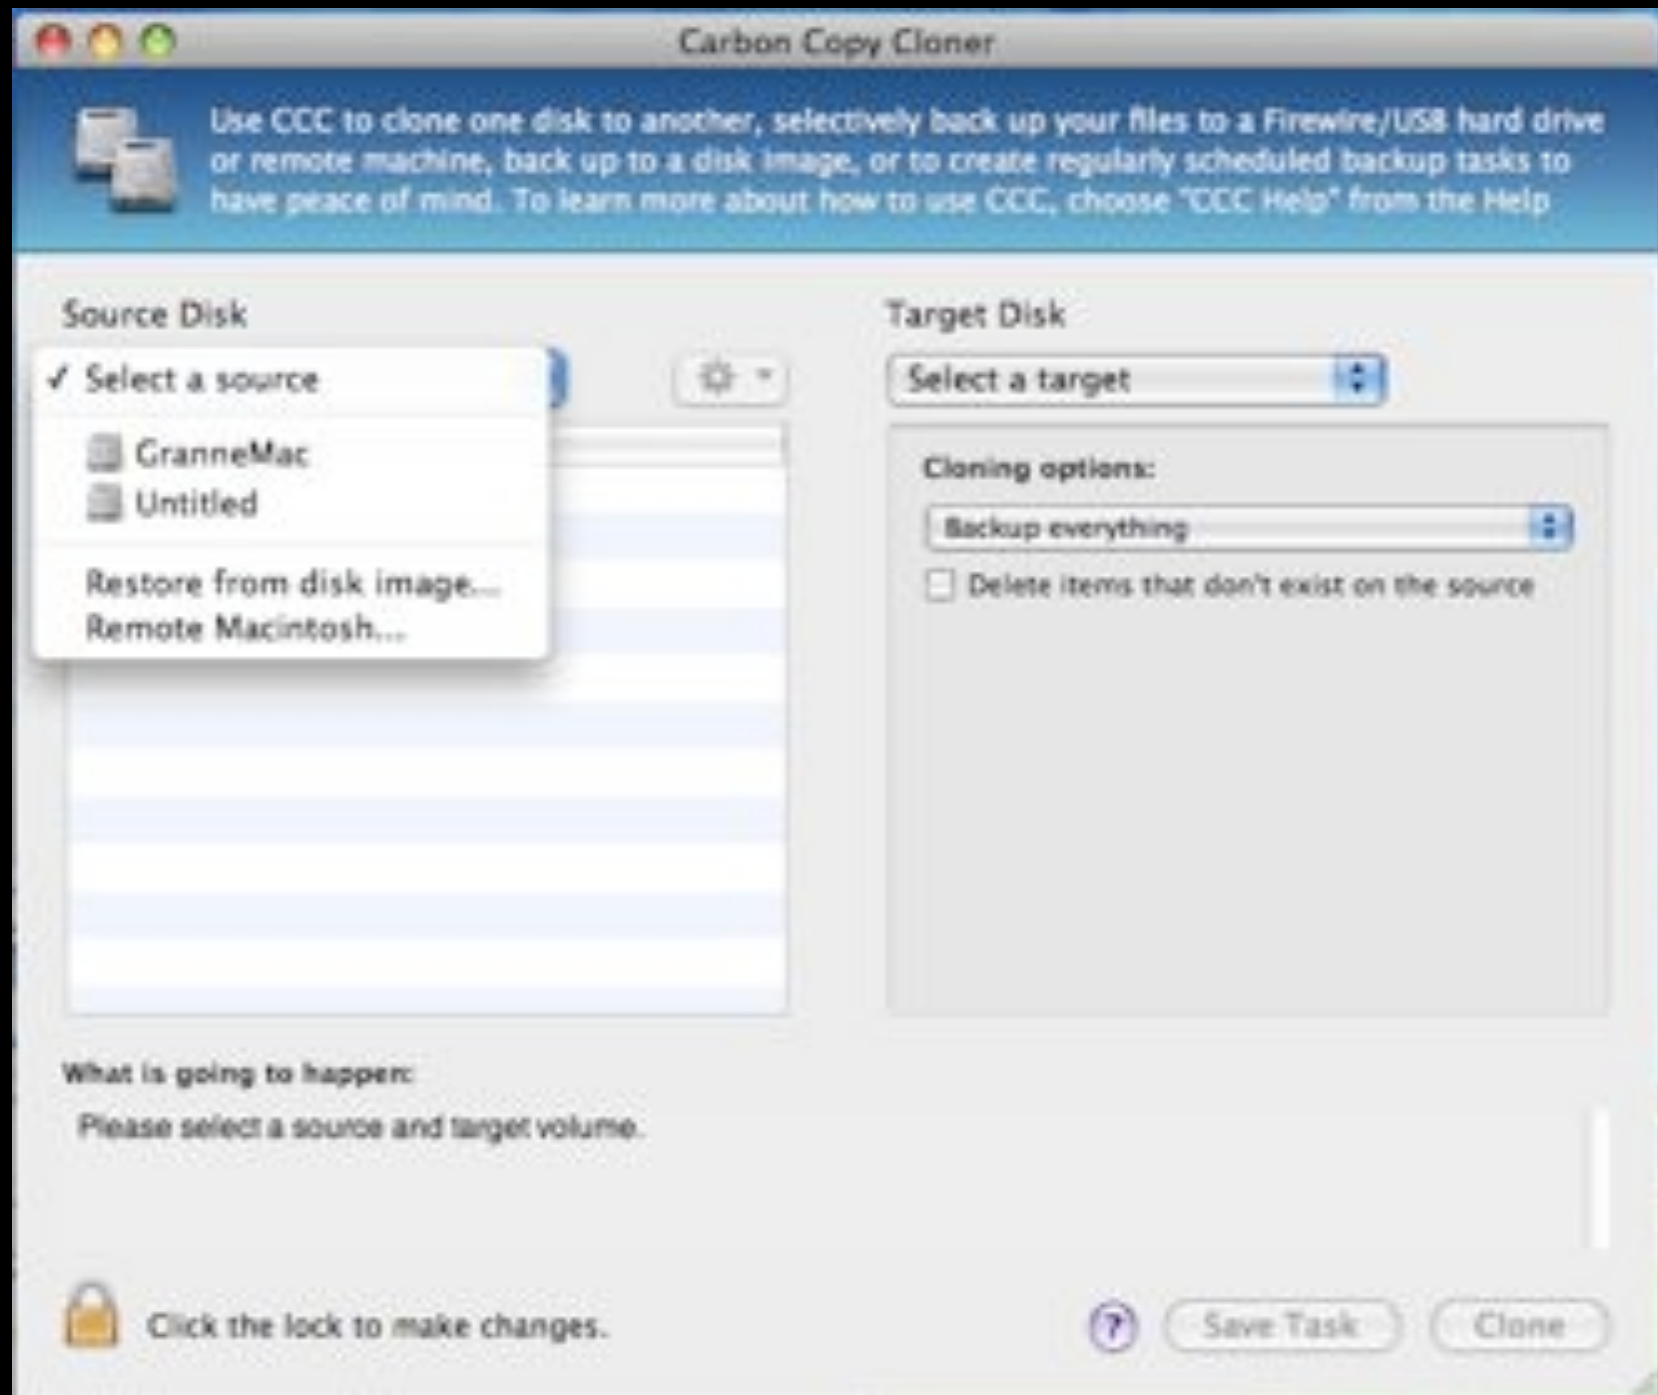 Carbon Copy Cloner
Use CCC to clone one disk to another, selectively back up your files to a Firewire/USB hard drive
or remote machine, back up to a disk image, or to create regularly scheduled backup tasks to
have peace of mind. To learn more about how to use CCC, choose "CCC Help" from the Help
Source Disk
✓ Select a source
GranneMac
Untitled
Restore from disk image...
Remote Macintosh...
Target Disk
Select a target
Cloning options:
Backup everything
Delete items that don't exist on the source
What is going to happen:
Please select a source and target volume.
Click the lock to make changes.
?
Save Task
Clone